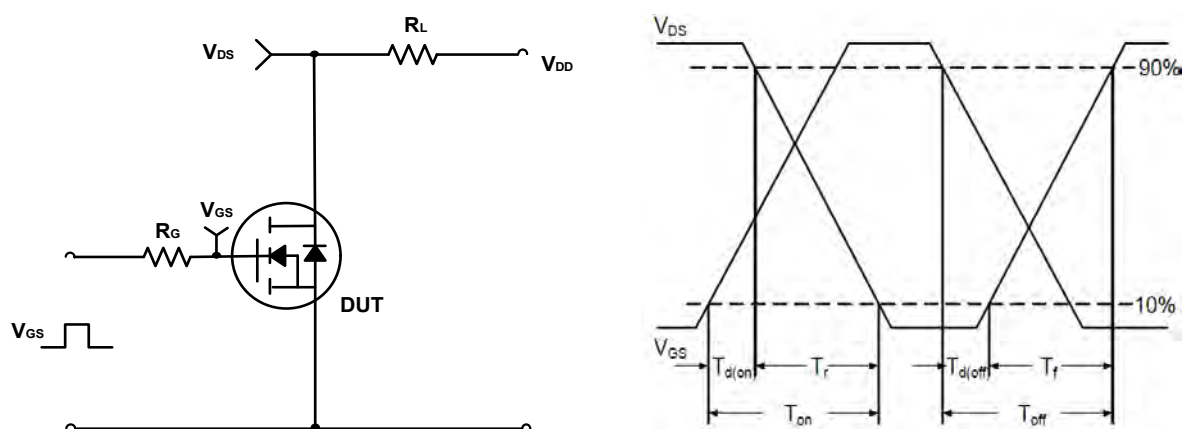 RL
VDS
VDD
VGS
RG
DUT
VGS
VDS
90%
10%
VGS
Td(on)
Tr
Td(off)
Tf
Ton
Toff